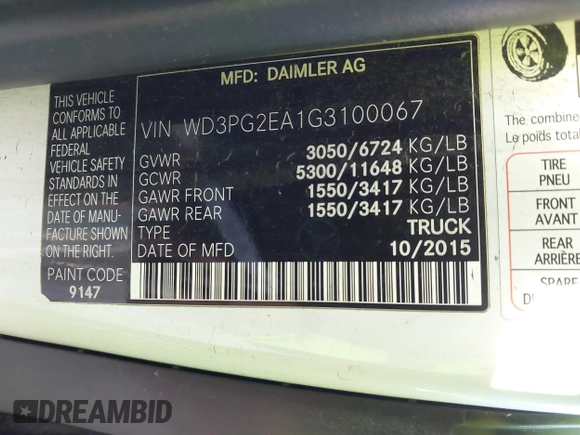 MFD: DAIMLER AG
THIS VEHICLE
CONFORMS TO
ALL APPLICABLE
FEDERAL
VEHICLE SAFETY
STANDARDS IN
EFFECT ON THE
DATE OF MANU-
FACTURE SHOWN
ON THE RIGHT.
PAINT CODE
9147
VIN WD3PG2EA1G3100067
GVWR 3050/6724 KG/LB
GCWR 5300/11648 KG/LB
GAWR FRONT 1550/3417 KG/LB
GAWR REAR 1550/3417 KG/LB
TYPE TRUCK
DATE OF MFD 10/2015
The combine
Le poids total
TIRE
PNEU
FRONT
AVANT
REAR
ARRIÈRE
SPARE
DREAMBID